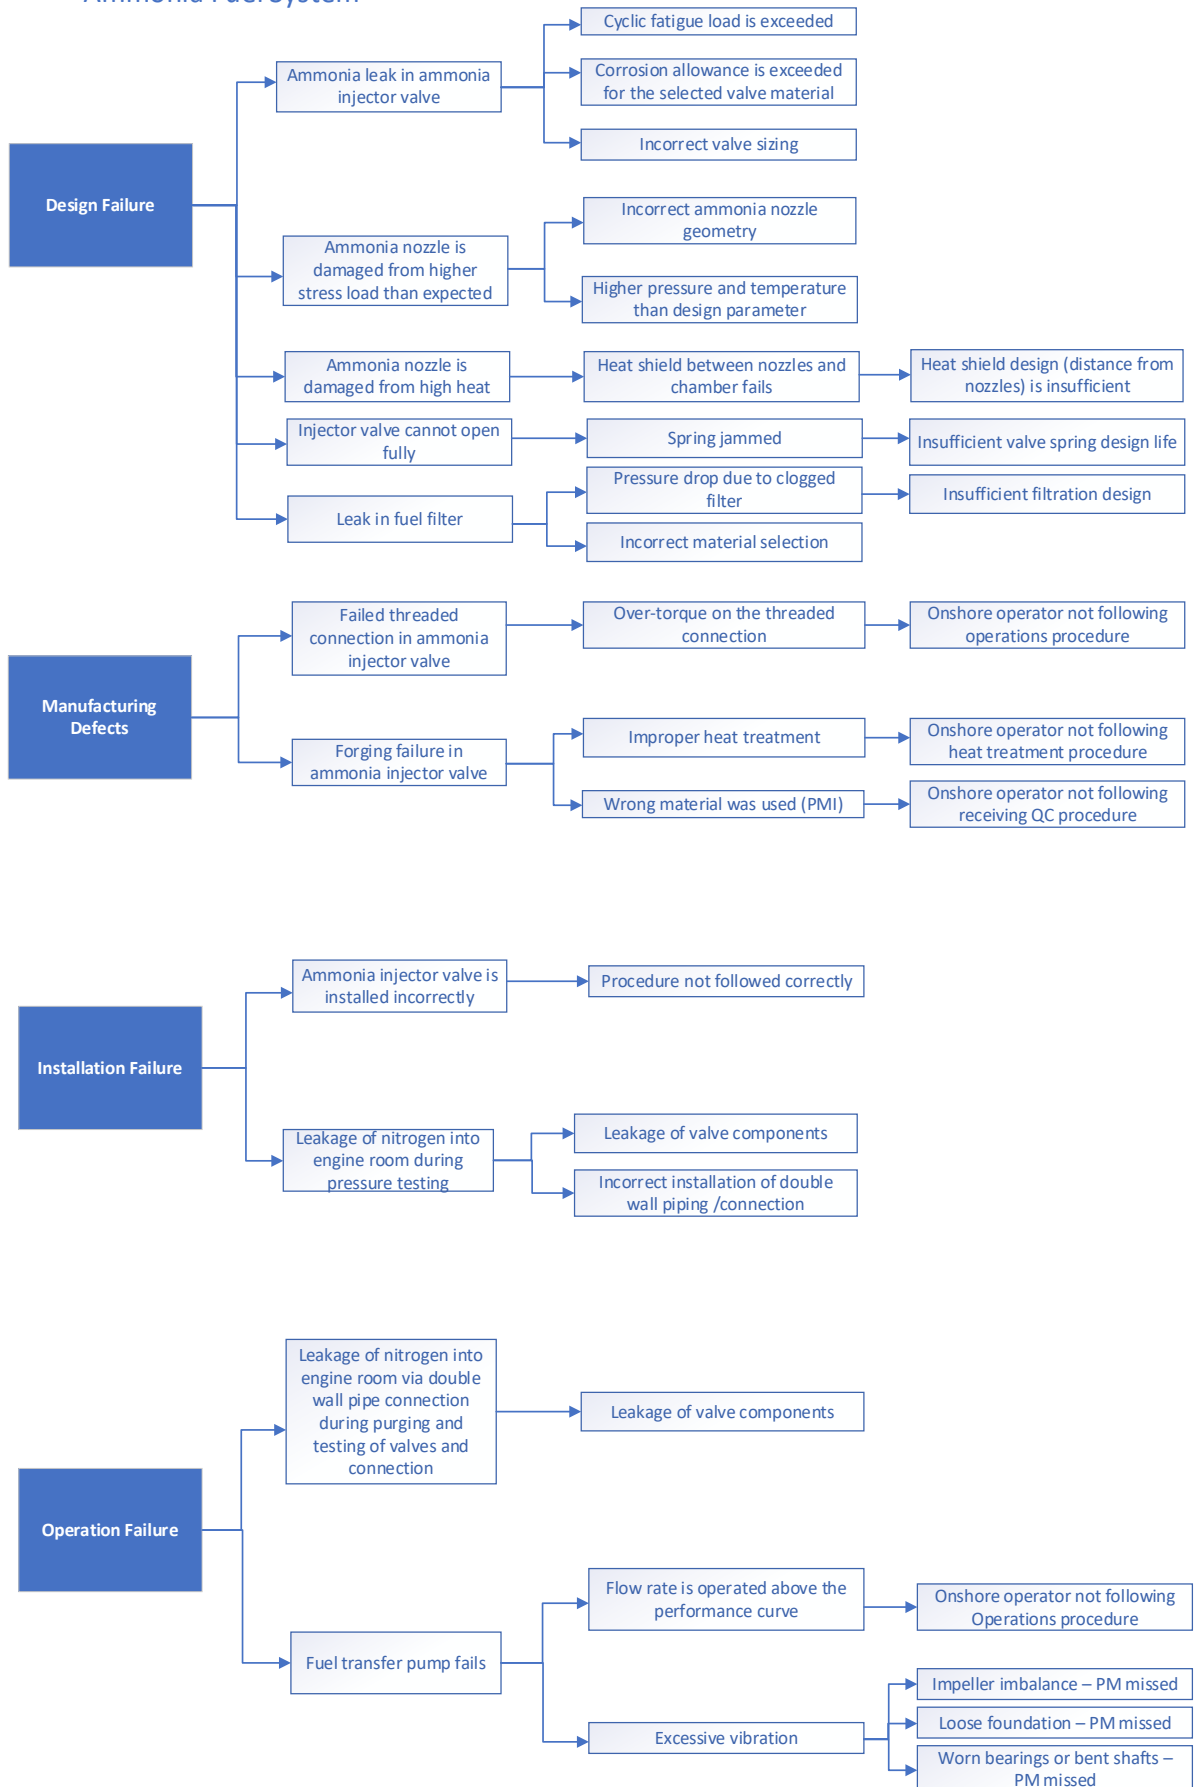 Ammonia Fuel System
Cyclic fatigue load is exceeded
Ammonia leak in ammonia
injector valve
Corrosion allowance is exceeded
for the selected valve material
Incorrect valve sizing
Design Failure
Incorrect ammonia nozzle
geometry
Ammonia nozzle is
damaged from higher
stress load than expected
Higher pressure and temperature
than design parameter
Ammonia nozzle is
damaged from high heat
Heat shield between nozzles and
chamber fails
Heat shield design (distance from
nozzles) is insufficient
Injector valve cannot open
fully
Spring jammed
Insufficient valve spring design life
Leak in fuel filter
Pressure drop due to clogged
filter
Insufficient filtration design
Incorrect material selection
Manufacturing
Defects
Failed threaded
connection in ammonia
injector valve
Over-torque on the threaded
connection
Onshore operator not following
operations procedure
Forging failure in
ammonia injector valve
Improper heat treatment
Onshore operator not following
heat treatment procedure
Wrong material was used (PMI)
Onshore operator not following
receiving QC procedure
Installation Failure
Ammonia injector valve is
installed incorrectly
Procedure not followed correctly
Leakage of nitrogen into
engine room during
pressure testing
Leakage of valve components
Incorrect installation of double
wall piping /connection
Operation Failure
Leakage of nitrogen into
engine room via double
wall pipe connection
during purging and
testing of valves and
connection
Leakage of valve components
Fuel transfer pump fails
Flow rate is operated above the
performance curve
Onshore operator not following
Operations procedure
Excessive vibration
Impeller imbalance – PM missed
Loose foundation – PM missed
Worn bearings or bent shafts –
PM missed